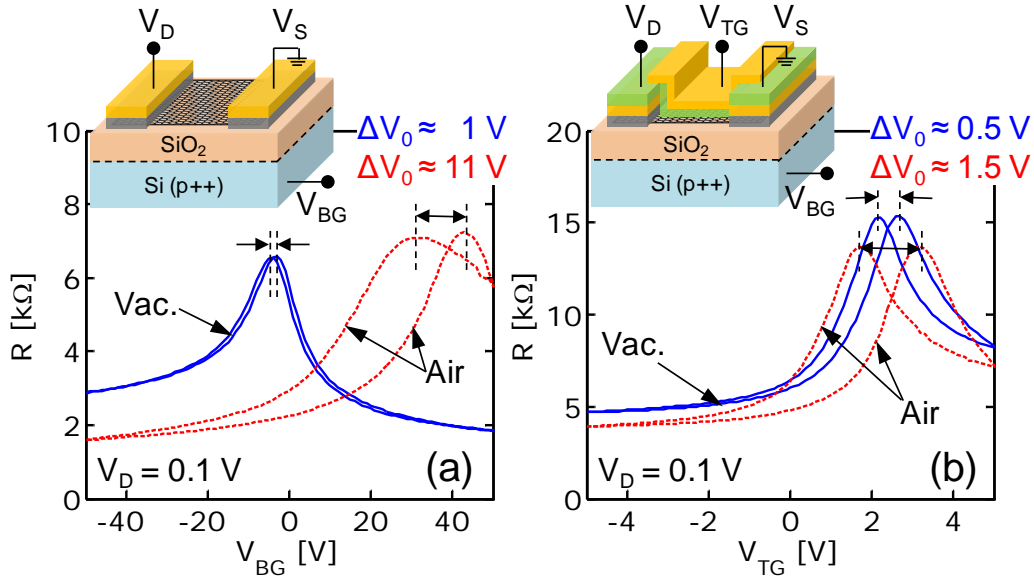 V_D
V_S
SiO₂
Si (p++)
V_BG
ΔV₀ ≈ 1 V
ΔV₀ ≈ 11 V
10
8
6
4
2
0
R [kΩ]
Vac.
Air
V_D = 0.1 V
(a)
-40
-20
0
20
40
V_BG [V]
V_D
V_TG
V_S
SiO₂
Si (p++)
V_BG
ΔV₀ ≈ 0.5 V
ΔV₀ ≈ 1.5 V
20
15
10
5
0
R [kΩ]
Vac.
Air
V_D = 0.1 V
(b)
-4
-2
0
2
4
V_TG [V]